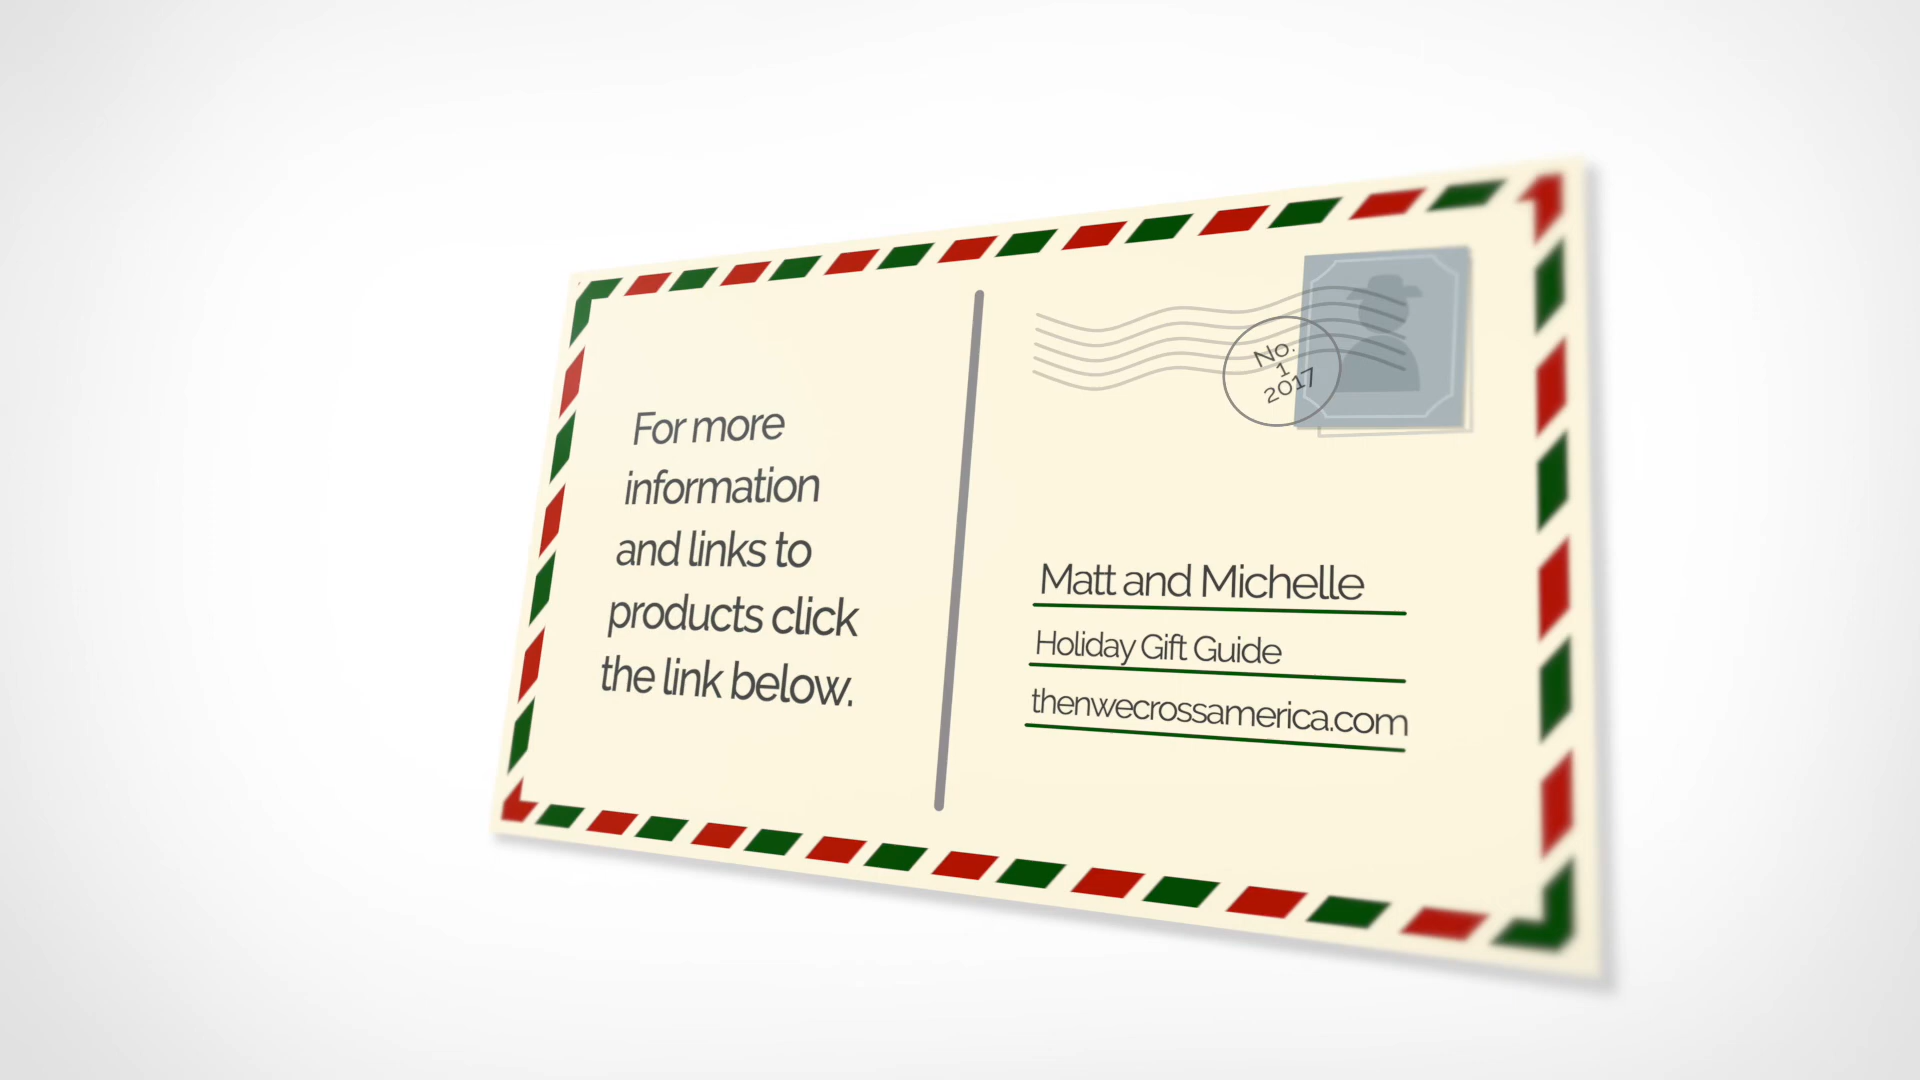 For more
information
and links to
products click
the link below.
No.
1
2017
Matt and Michelle
Holiday Gift Guide
thenwecrossamerica.com